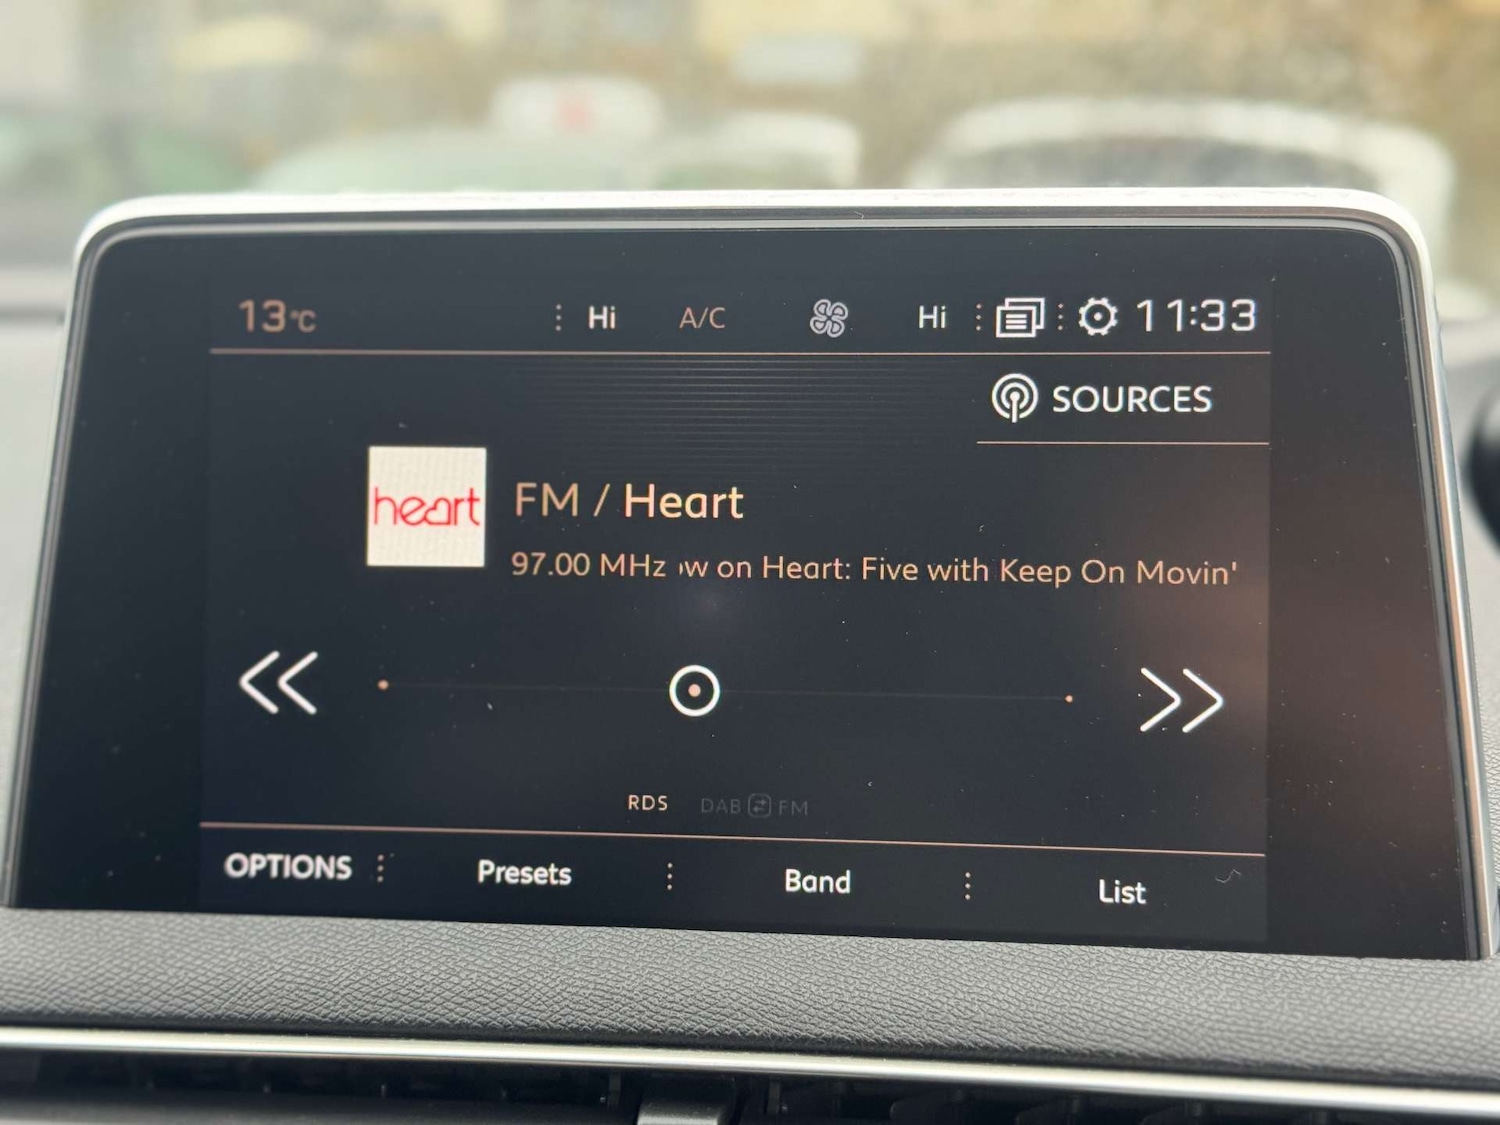 13°C Hi A/C Hi 11:33
SOURCES
heart
FM / Heart
97.00 MHz ow on Heart: Five with Keep On Movin'
RDS DAB FM
OPTIONS Presets Band List